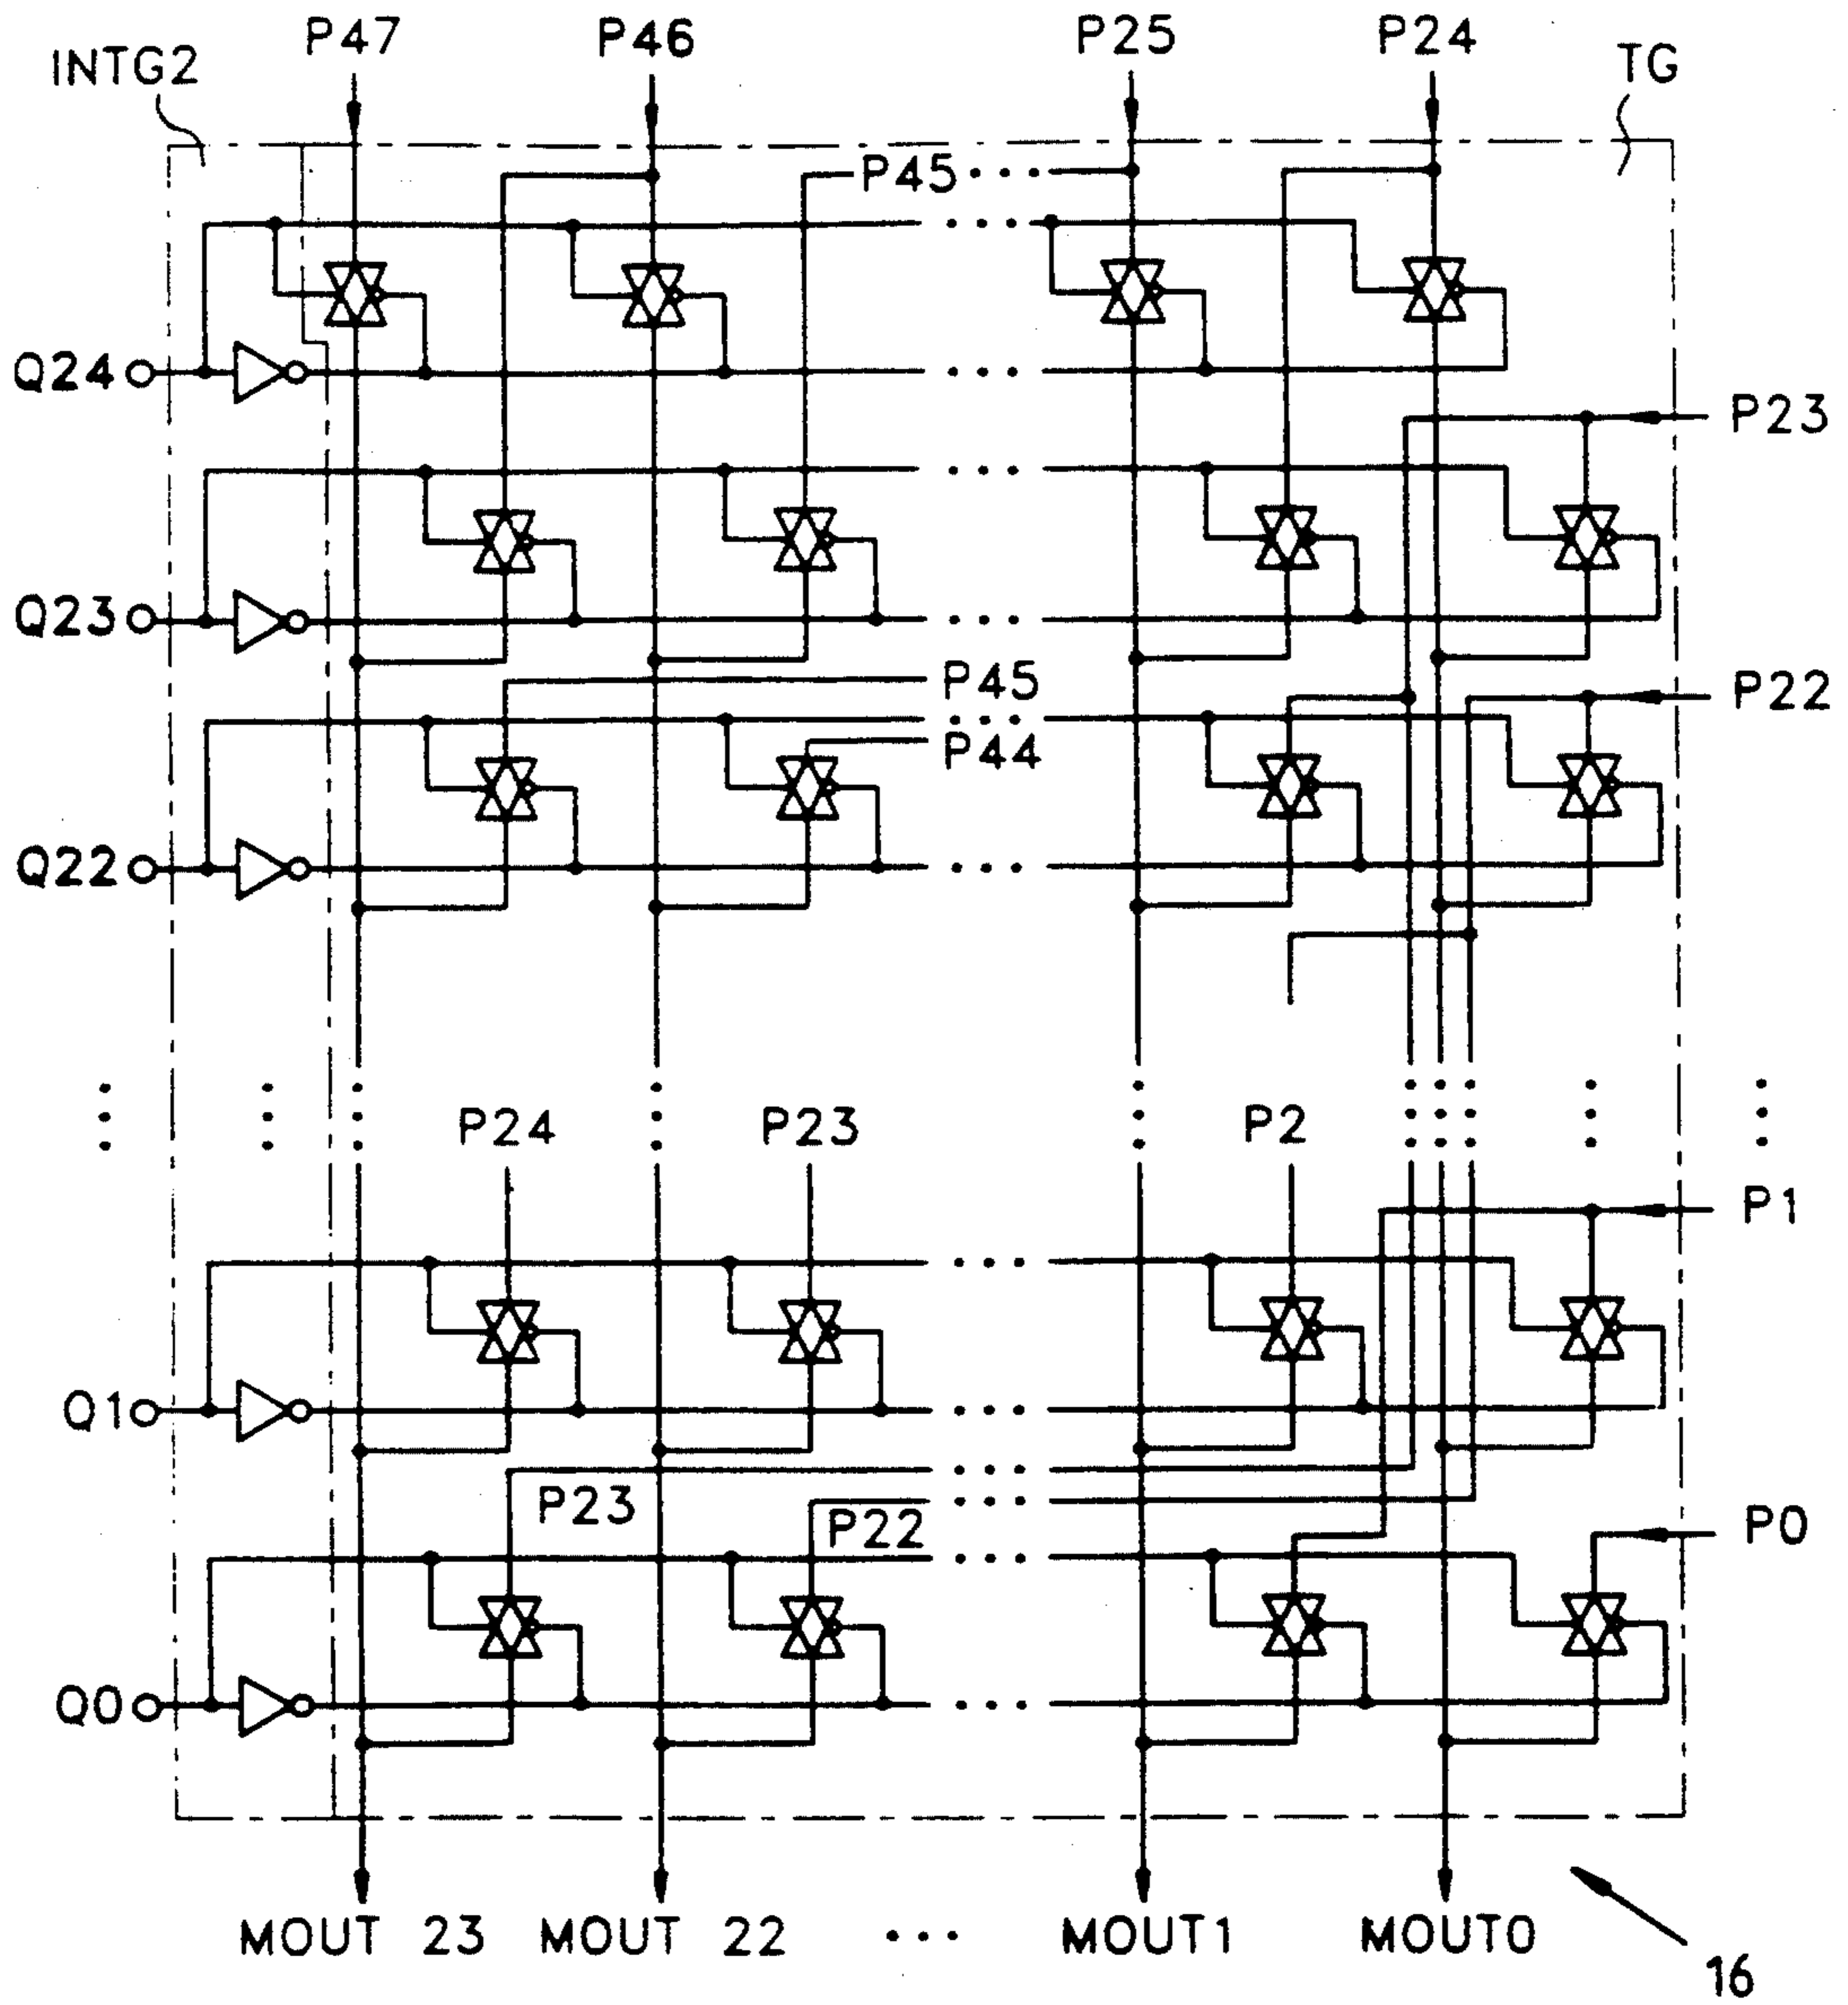 P47 P46 P25 P24
INTG2 TG
P45
Q24
P23
Q23
P45
P22
P44
Q22
P24 P23 P2
P1
Q1
P23
P22
P0
Q0
MOUT 23 MOUT 22 ... MOUT1 MOUT0
16